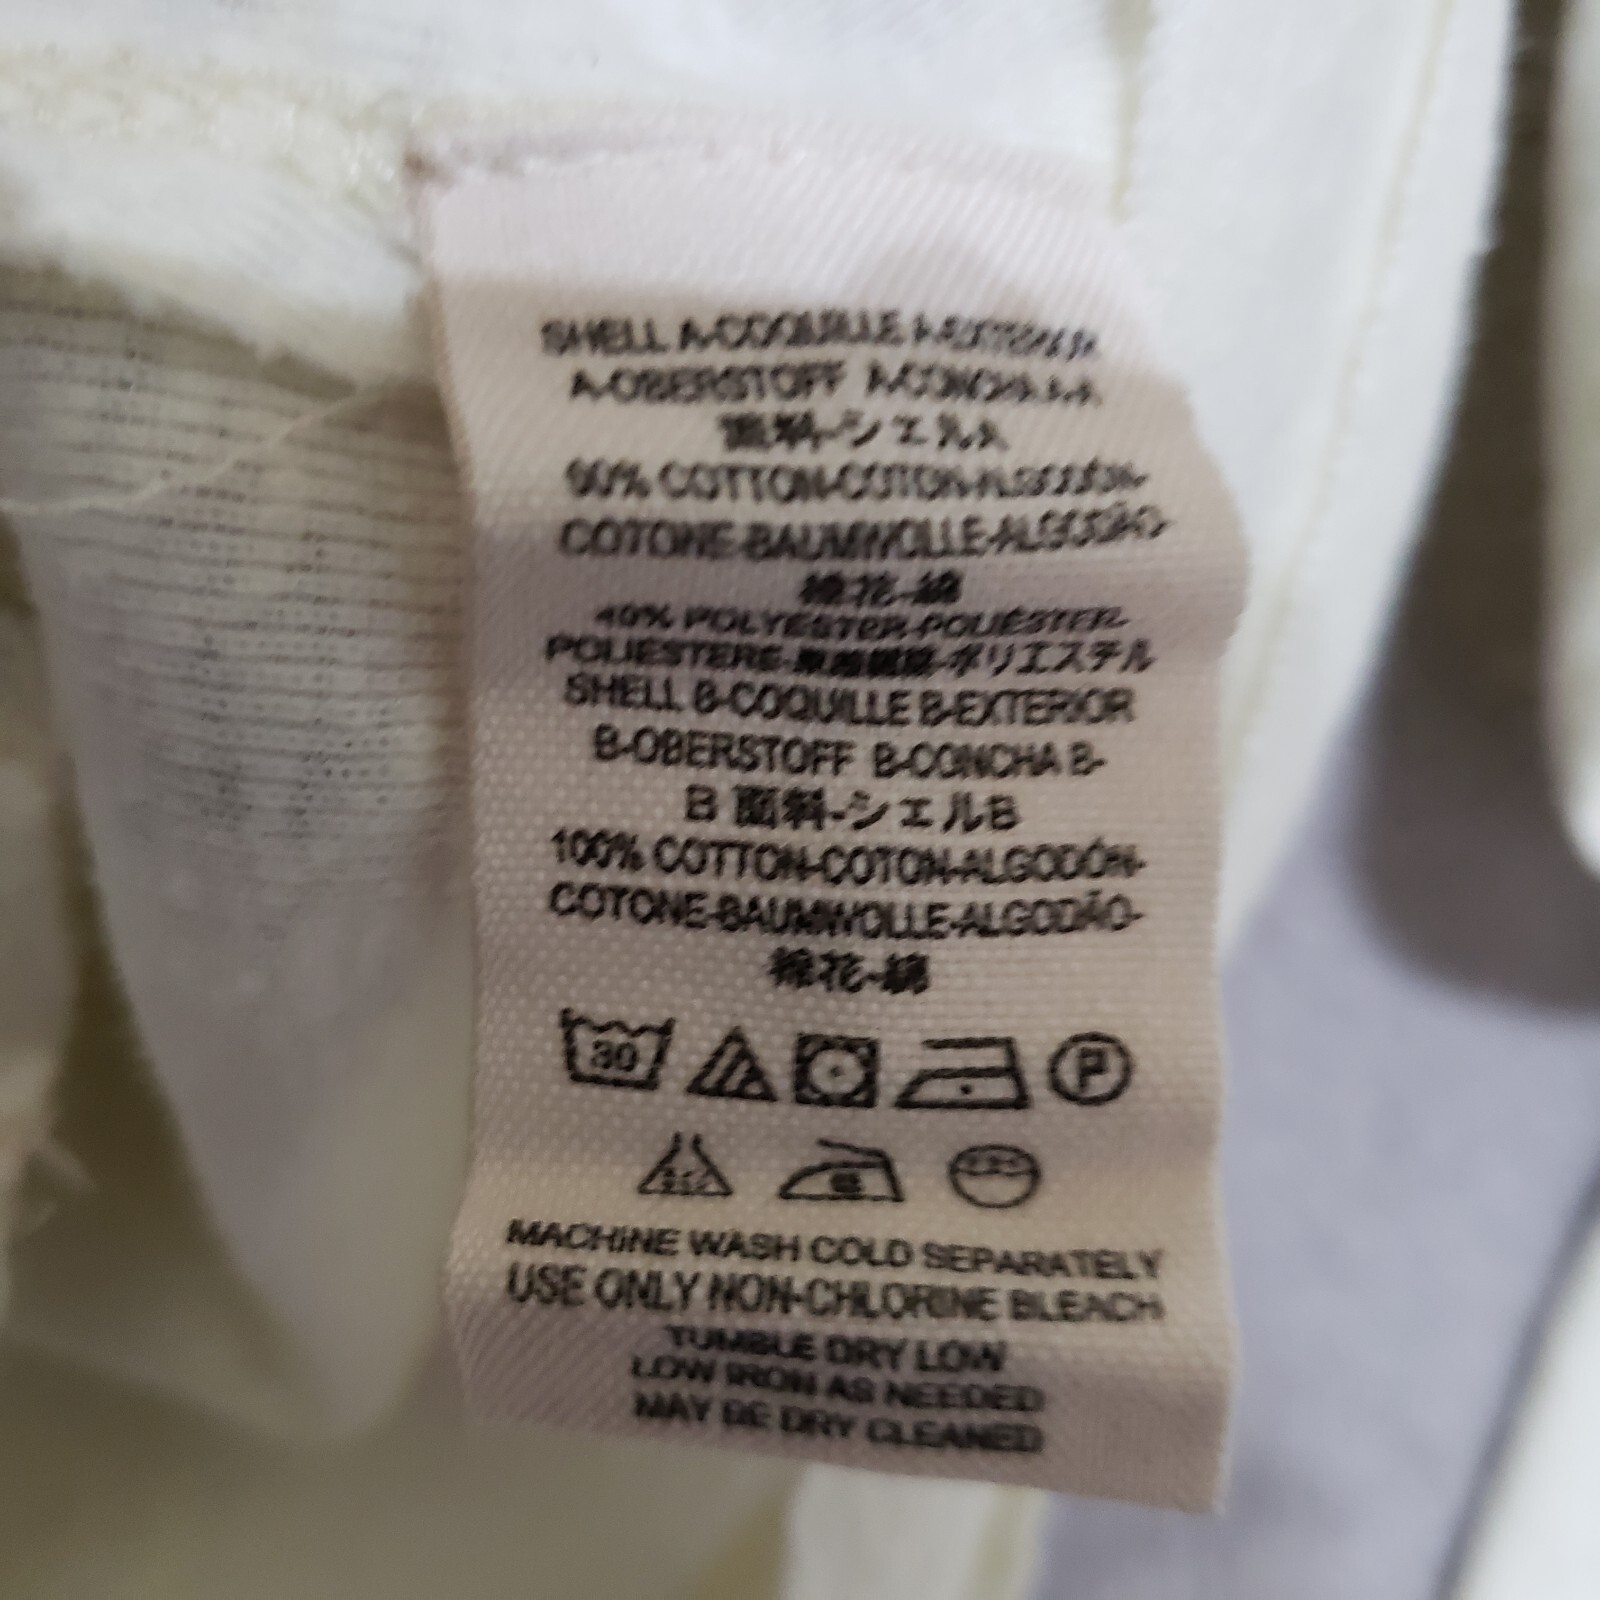 SHELL A-COQUILLE A-EXTERIOR
A-OBERSTOFF A-CONCHA A-A
面料-シェルA
60% COTTON-COTON-ALGODÓN-
COTONE-BAUMWOLLE-ALGODÃO-
棉花-綿
40% POLYESTER-POLIÉSTER-
POLIESTERE-聚酯纖維-ポリエステル
SHELL B-COQUILLE B-EXTERIOR
B-OBERSTOFF B-CONCHA B-
B 面料-シェルB
100% COTTON-COTON-ALGODÓN-
COTONE-BAUMWOLLE-ALGODÃO-
棉花-綿
30 P
MACHINE WASH COLD SEPARATELY
USE ONLY NON-CHLORINE BLEACH
TUMBLE DRY LOW
LOW IRON AS NEEDED
MAY BE DRY CLEANED